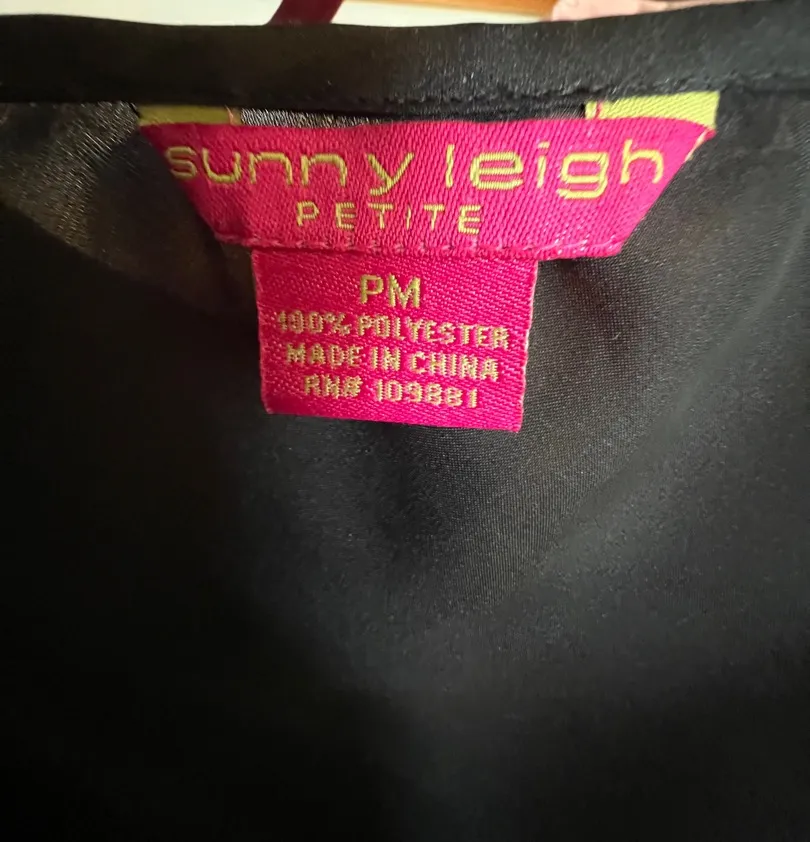 sunny leigh
PETITE
PM
100% POLYESTER
MADE IN CHINA
RN# 109881